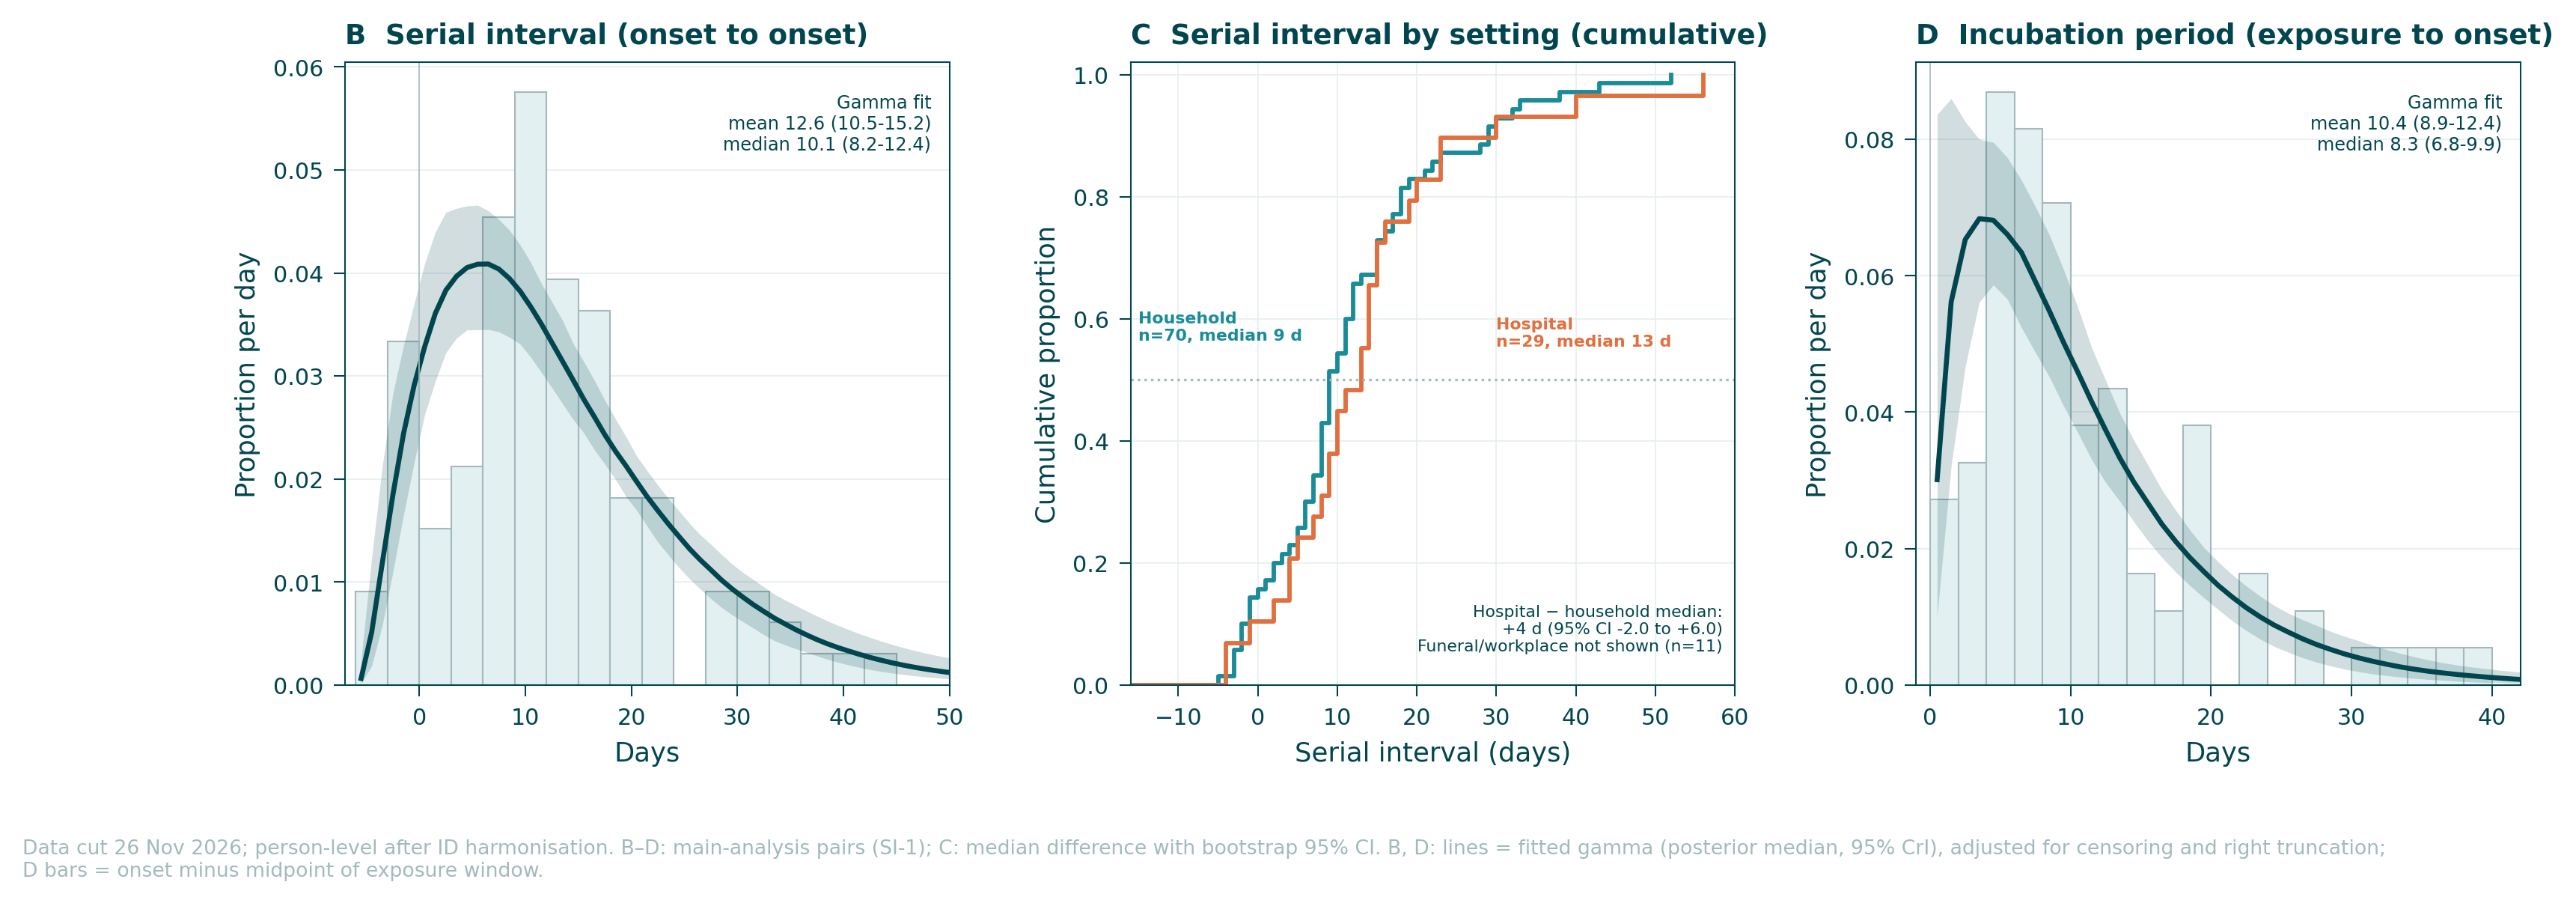 B Serial interval (onset to onset)
0.06
0.05
0.04
0.03
0.02
0.01
0.00
Proportion per day
Gamma fit
mean 12.6 (10.5-15.2)
median 10.1 (8.2-12.4)
0 10 20 30 40 50
Days
C Serial interval by setting (cumulative)
1.0
0.8
0.6
0.4
0.2
0.0
Cumulative proportion
Household
n=70, median 9 d
Hospital
n=29, median 13 d
Hospital − household median:
+4 d (95% CI -2.0 to +6.0)
Funeral/workplace not shown (n=11)
−10 0 10 20 30 40 50 60
Serial interval (days)
D Incubation period (exposure to onset)
0.08
0.06
0.04
0.02
0.00
Proportion per day
Gamma fit
mean 10.4 (8.9-12.4)
median 8.3 (6.8-9.9)
0 10 20 30 40
Days
Data cut 26 Nov 2026; person-level after ID harmonisation. B–D: main-analysis pairs (SI-1); C: median difference with bootstrap 95% CI. B, D: lines = fitted gamma (posterior median, 95% CrI), adjusted for censoring and right truncation;
D bars = onset minus midpoint of exposure window.